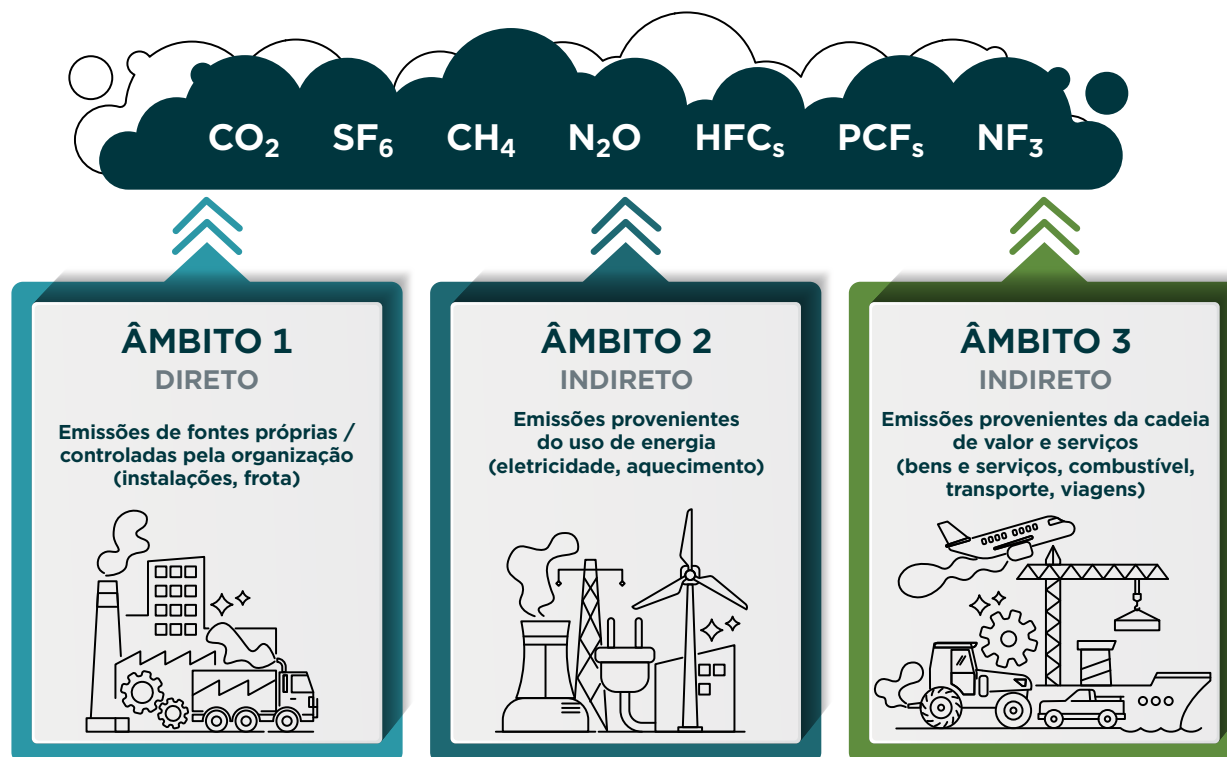 CO₂ SF₆ CH₄ N₂O HFCₛ PCFₛ NF₃
ÂMBITO 1
DIRETO
Emissões de fontes próprias /
controladas pela organização
(instalações, frota)
ÂMBITO 2
INDIRETO
Emissões provenientes
do uso de energia
(eletricidade, aquecimento)
ÂMBITO 3
INDIRETO
Emissões provenientes da cadeia
de valor e serviços
(bens e serviços, combustível,
transporte, viagens)